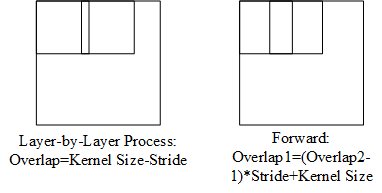 Layer-by-Layer Process:
Overlap=Kernel Size-Stride
Forward:
Overlap1=(Overlap2-
1)*Stride+Kernel Size